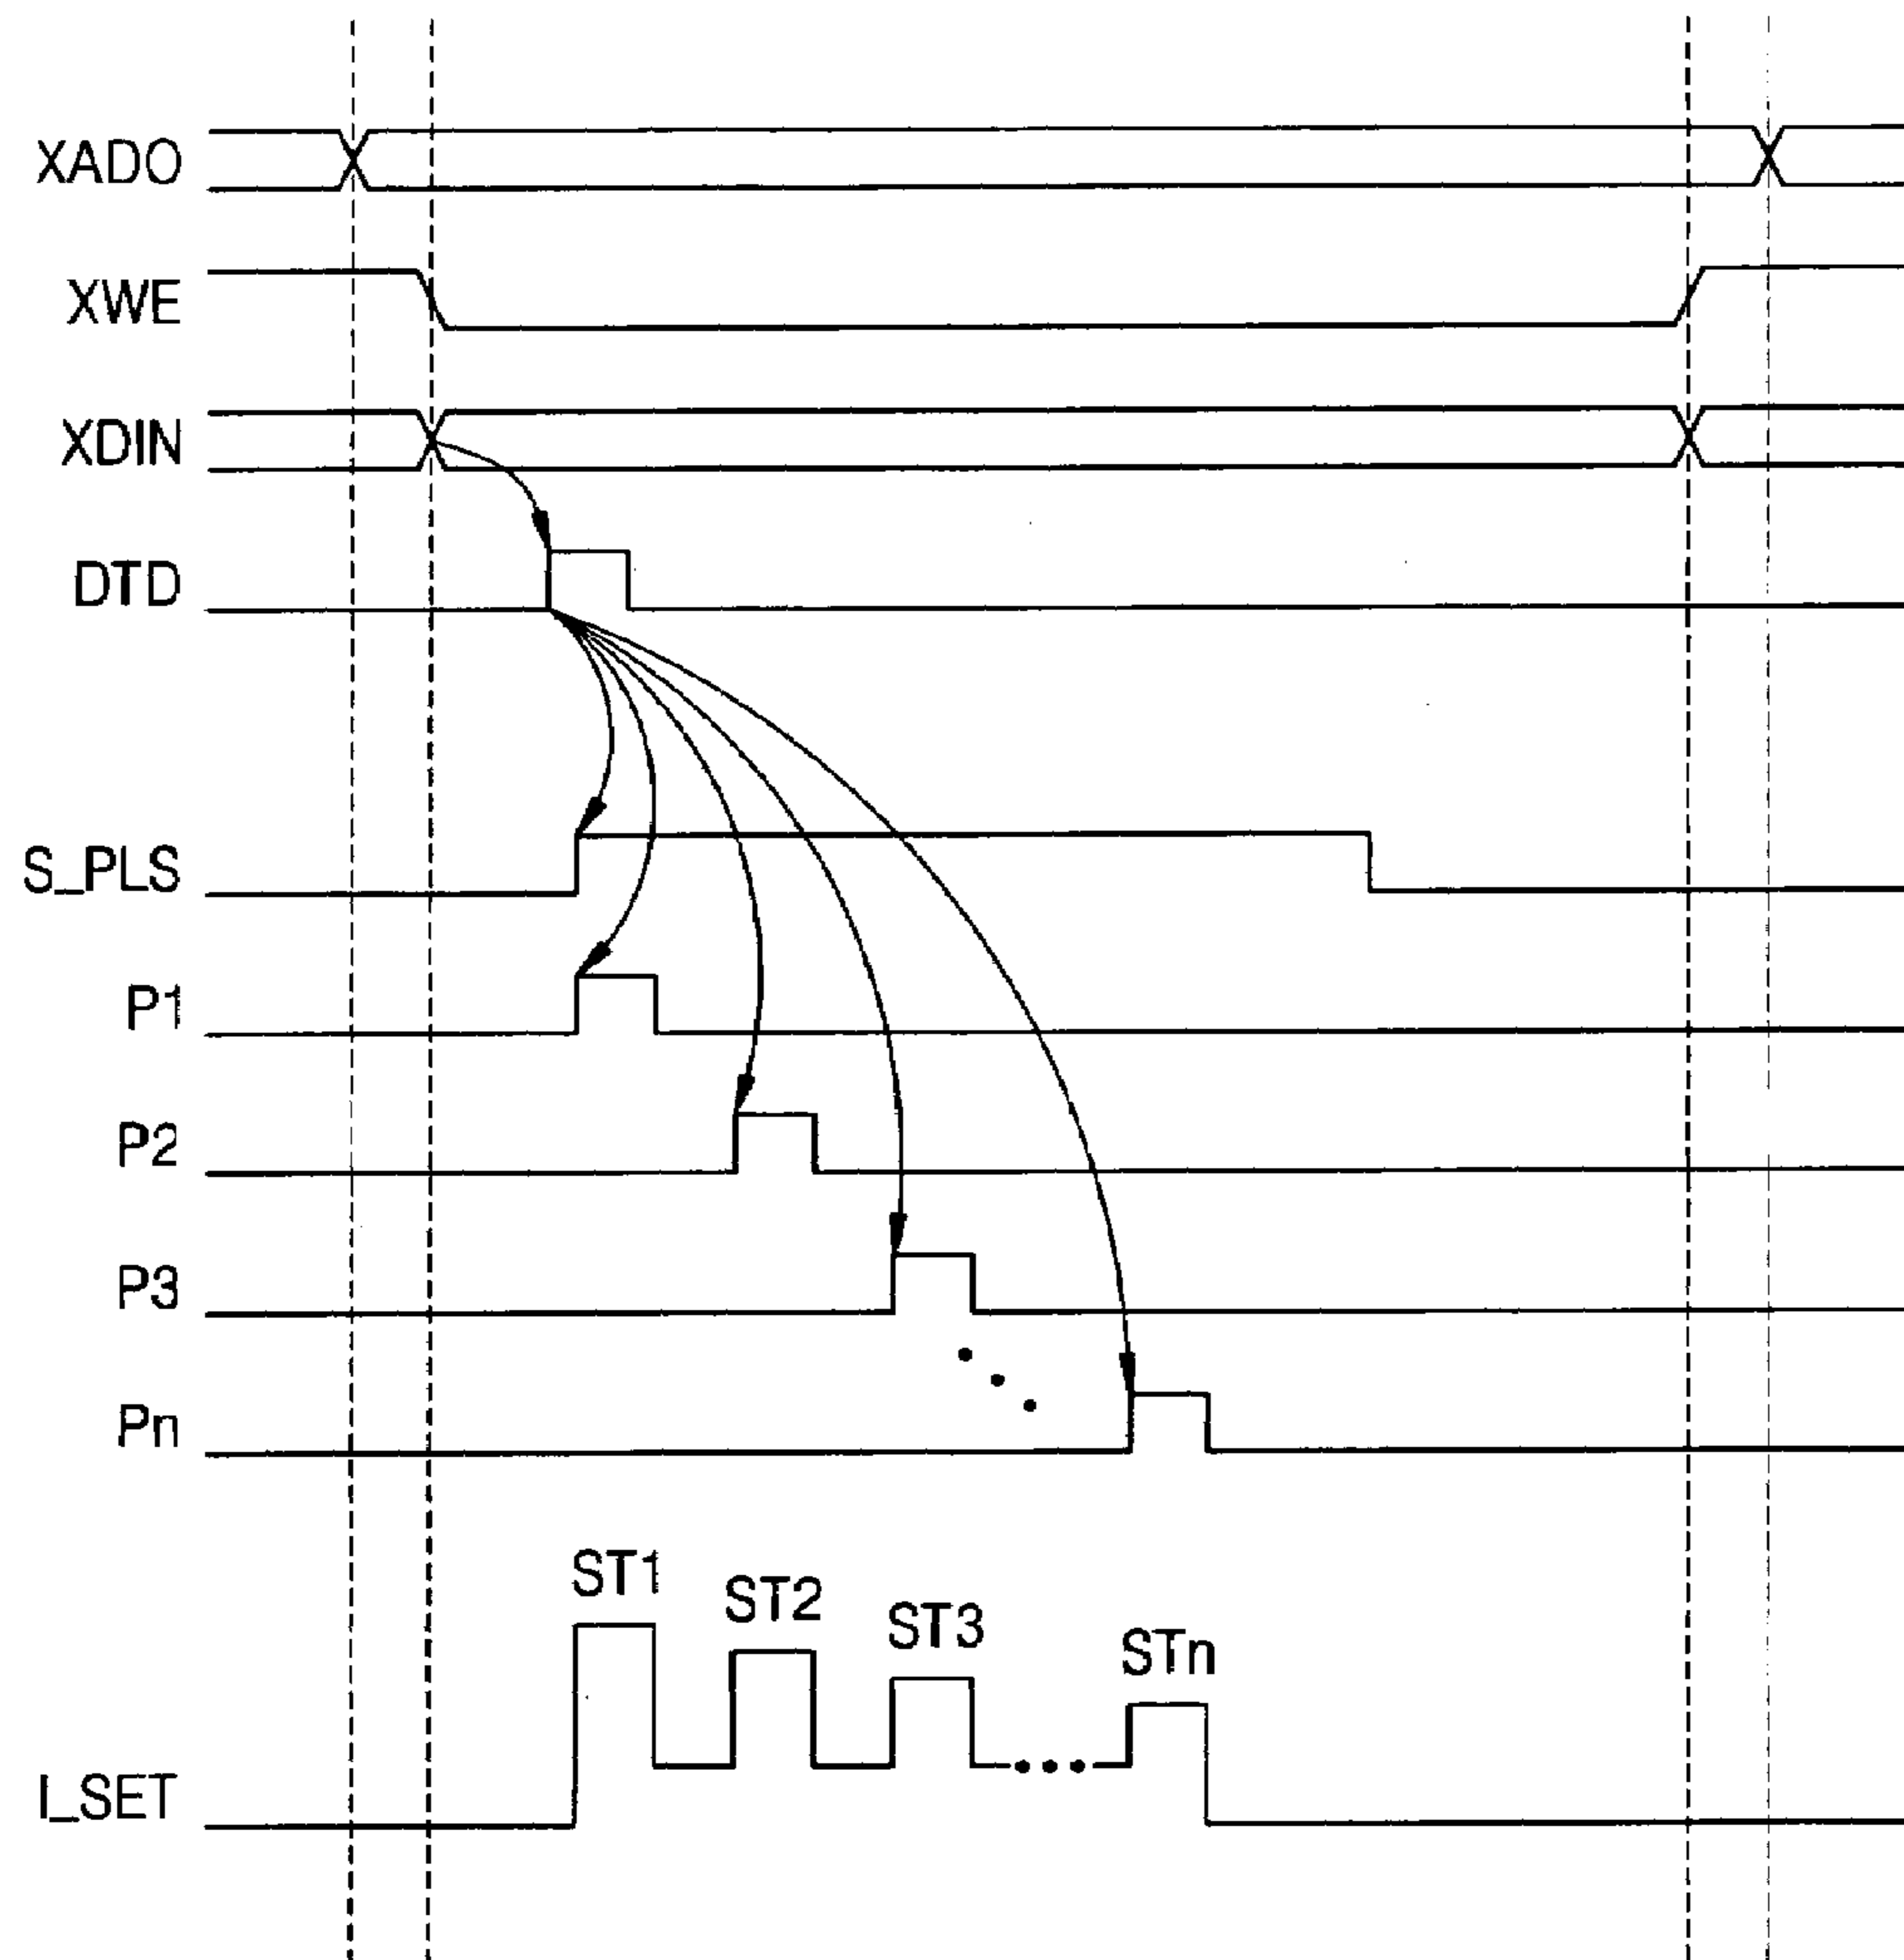 XADO
XWE
XDIN
DTD
S_PLS
P1
P2
P3
Pn
ST1
ST2
ST3
STn
I_SET